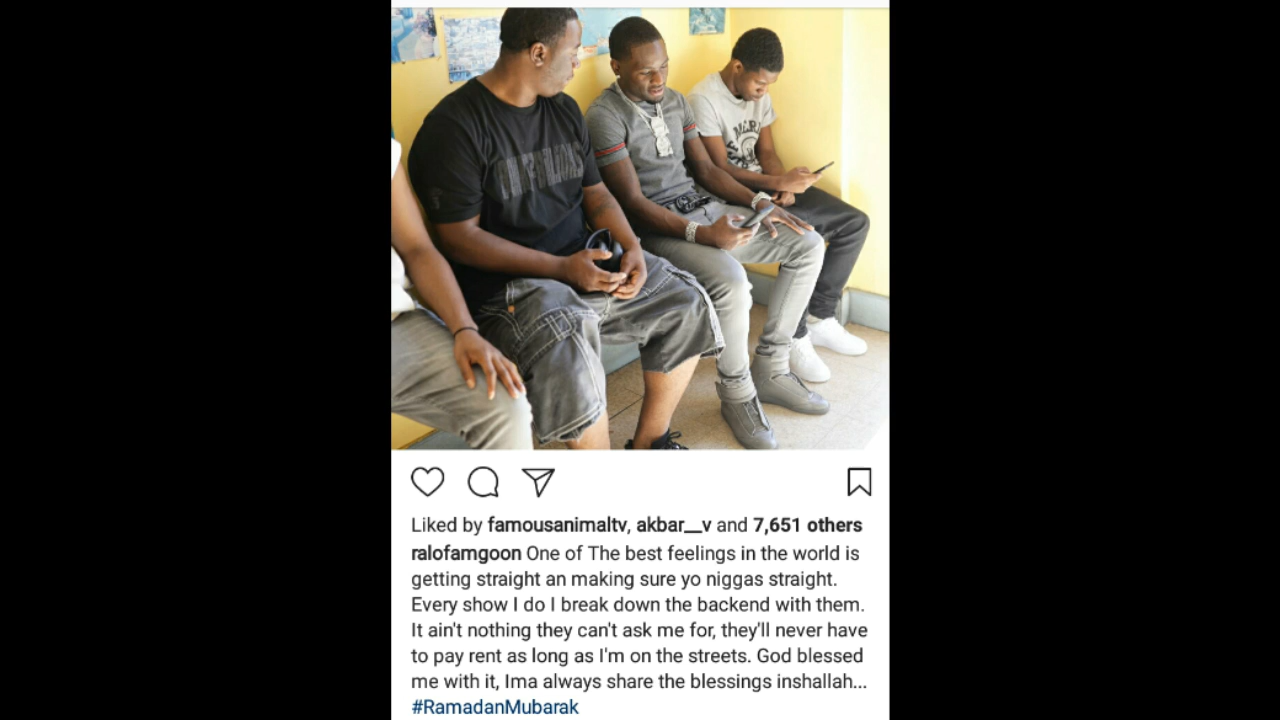 Liked by famousanimaltv, akbar__v and 7,651 others
ralofamgoon One of The best feelings in the world is
getting straight an making sure yo niggas straight.
Every show I do I break down the backend with them.
It ain't nothing they can't ask me for, they'll never have
to pay rent as long as I'm on the streets. God blessed
me with it, Ima always share the blessings inshallah...
#RamadanMubarak